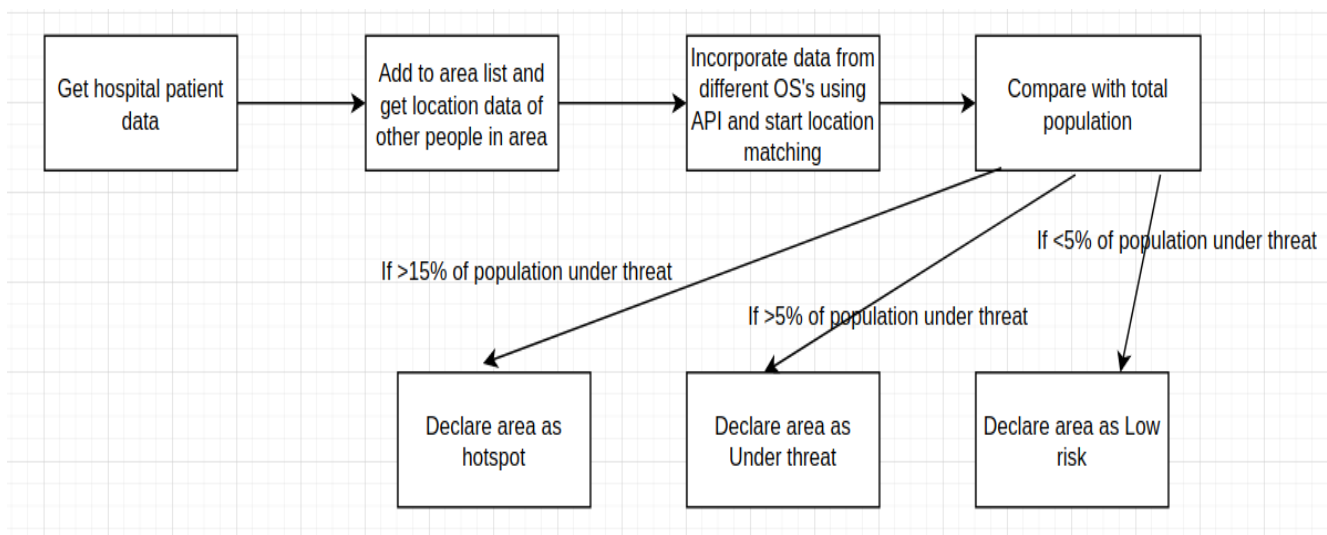 Get hospital patient
data
Add to area list and
get location data of
other people in area
Incorporate data from
different OS's using
API and start location
matching
Compare with total
population
If <5% of population under threat
If >15% of population under threat
If >5% of population under threat
Declare area as
hotspot
Declare area as
Under threat
Declare area as Low
risk